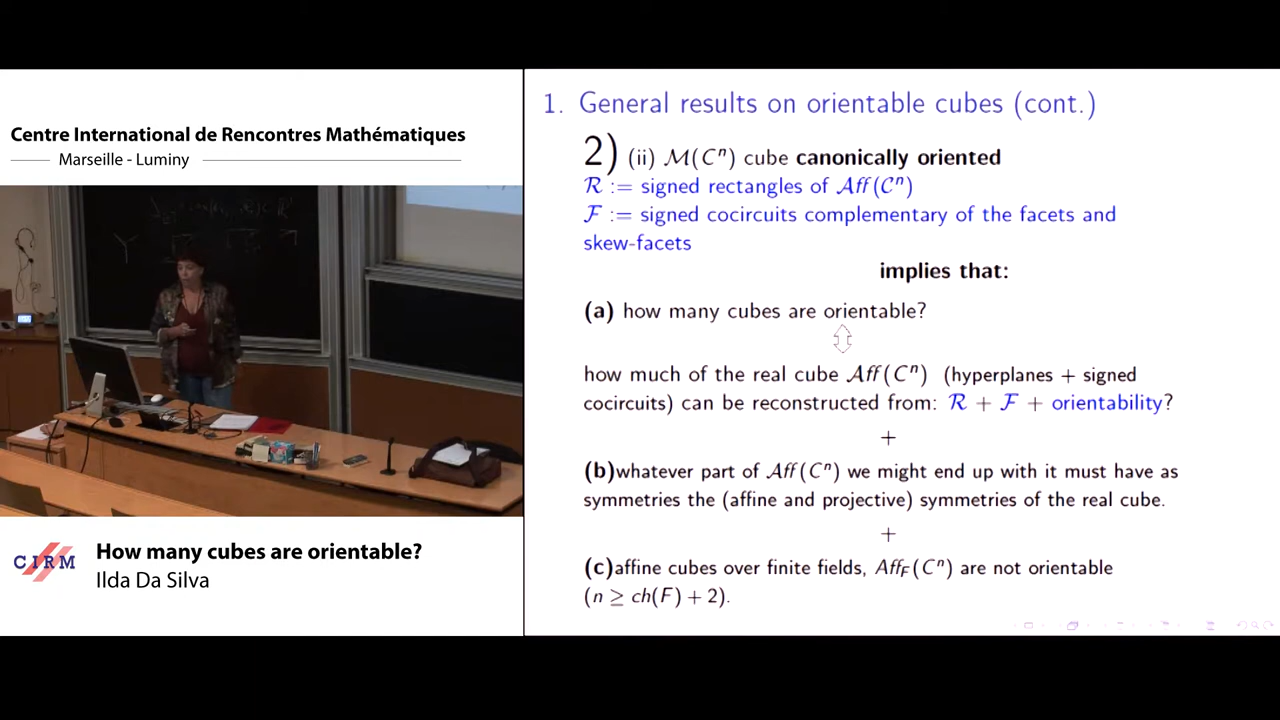 Centre International de Rencontres Mathématiques
Marseille - Luminy
CIRM
How many cubes are orientable?
Ilda Da Silva
1. General results on orientable cubes (cont.)
2) (ii) M(Cⁿ) cube canonically oriented
R := signed rectangles of Aff(Cⁿ)
F := signed cocircuits complementary of the facets and
skew-facets
implies that:
(a) how many cubes are orientable?
⇕
how much of the real cube Aff(Cⁿ) (hyperplanes + signed
cocircuits) can be reconstructed from: R + F + orientability?
+
(b)whatever part of Aff(Cⁿ) we might end up with it must have as
symmetries the (affine and projective) symmetries of the real cube.
+
(c)affine cubes over finite fields, Aff_F(Cⁿ) are not orientable
(n ≥ ch(F) + 2).